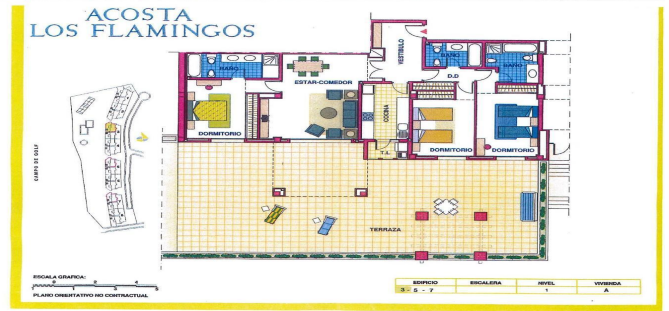 ACOSTA
LOS FLAMINGOS
BAÑO
ESTAR-COMEDOR
VESTIBULO
BAÑO
BAÑO
D.D
DORMITORIO
COCINA
T.L
DORMITORIO
DORMITORIO
CAMPO DE GOLF
TERRAZA
ESCALA GRAFICA:
0 1 2 3 4 5
PLANO ORIENTATIVO NO CONTRACTUAL
EDIFICIO ESCALERA NIVEL VIVIENDA
3 - 5 - 7 1 A